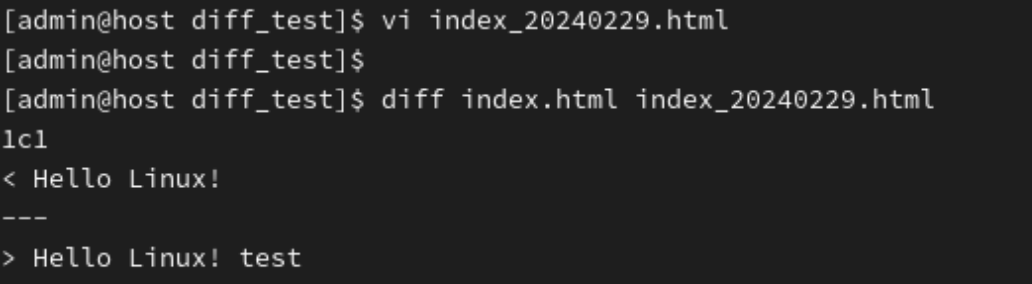 [admin@host diff_test]$ vi index_20240229.html
[admin@host diff_test]$
[admin@host diff_test]$ diff index.html index_20240229.html
1c1
< Hello Linux!
---
> Hello Linux! test